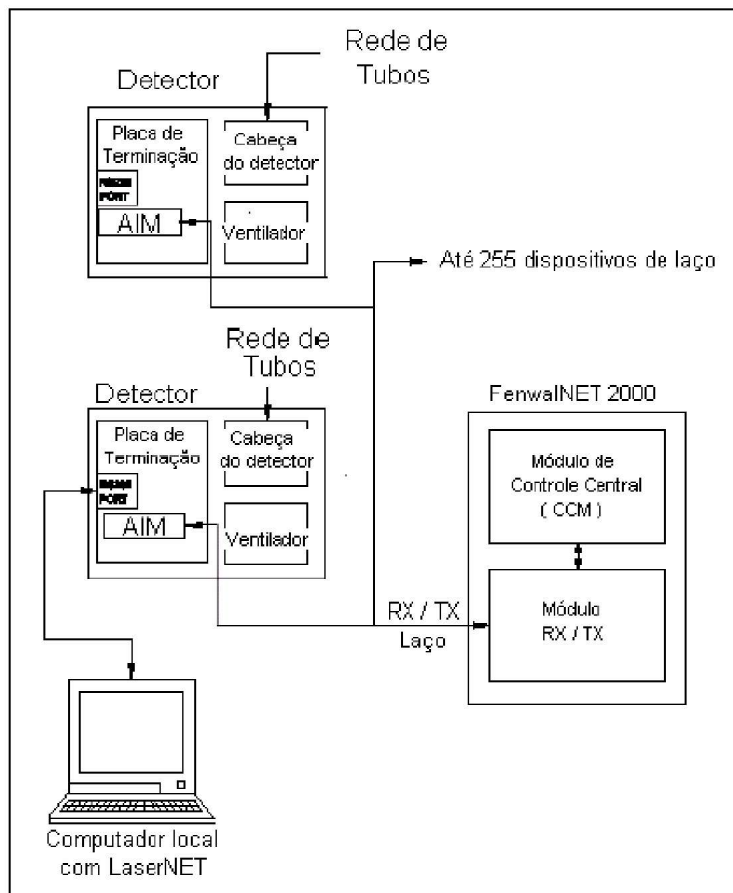 Rede de
Tubos
Detector
Placa de
Terminação
PORT
AIM
Cabeça
do detector
Ventilador
Até 255 dispositivos de laço
Rede de
Tubos
Detector
Placa de
Terminação
PORT
AIM
Cabeça
do detector
Ventilador
FenwalNET 2000
Módulo de
Controle Central
( CCM )
RX / TX
Laço
Módulo
RX / TX
Computador local
com LaserNET